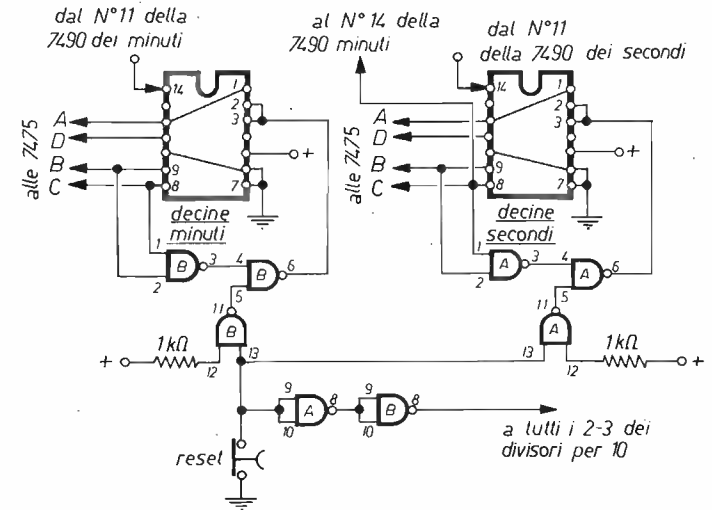 dal N°11 della
7490 dei minuti
al N°14 della
7490 minuti
dal N°11
della 7490 dei secondi
14
1
2
3
A
D
B
C
alle 7475
9
8
7
+
decine
minuti
14
1
2
3
A
D
B
C
alle 7475
9
8
7
+
decine
secondi
1
2
B
3
4
5
B
6
11
B
12
13
1
2
A
3
4
5
A
6
11
A
13
12
+
1kΩ
1kΩ
+
9
10
A
8
9
10
B
8
a tutti i 2-3 dei
divisori per 10
reset